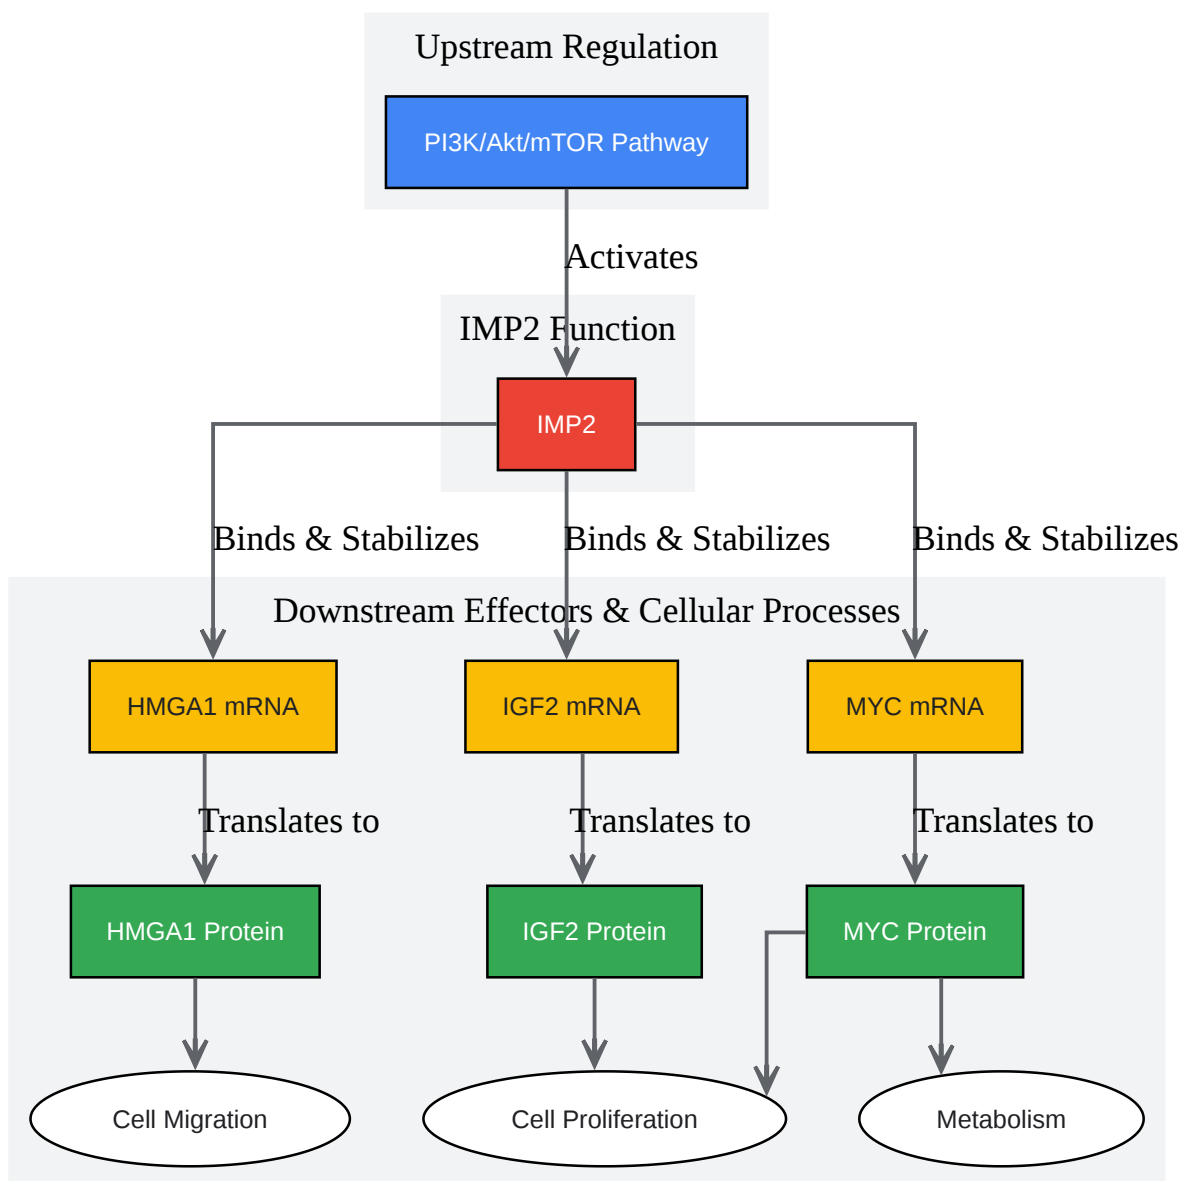 Upstream Regulation
PI3K/Akt/mTOR Pathway
Activates
IMP2 Function
IMP2
Binds & Stabilizes
Binds & Stabilizes
Binds & Stabilizes
Downstream Effectors & Cellular Processes
HMGA1 mRNA
IGF2 mRNA
MYC mRNA
Translates to
Translates to
Translates to
HMGA1 Protein
IGF2 Protein
MYC Protein
Cell Migration
Cell Proliferation
Metabolism